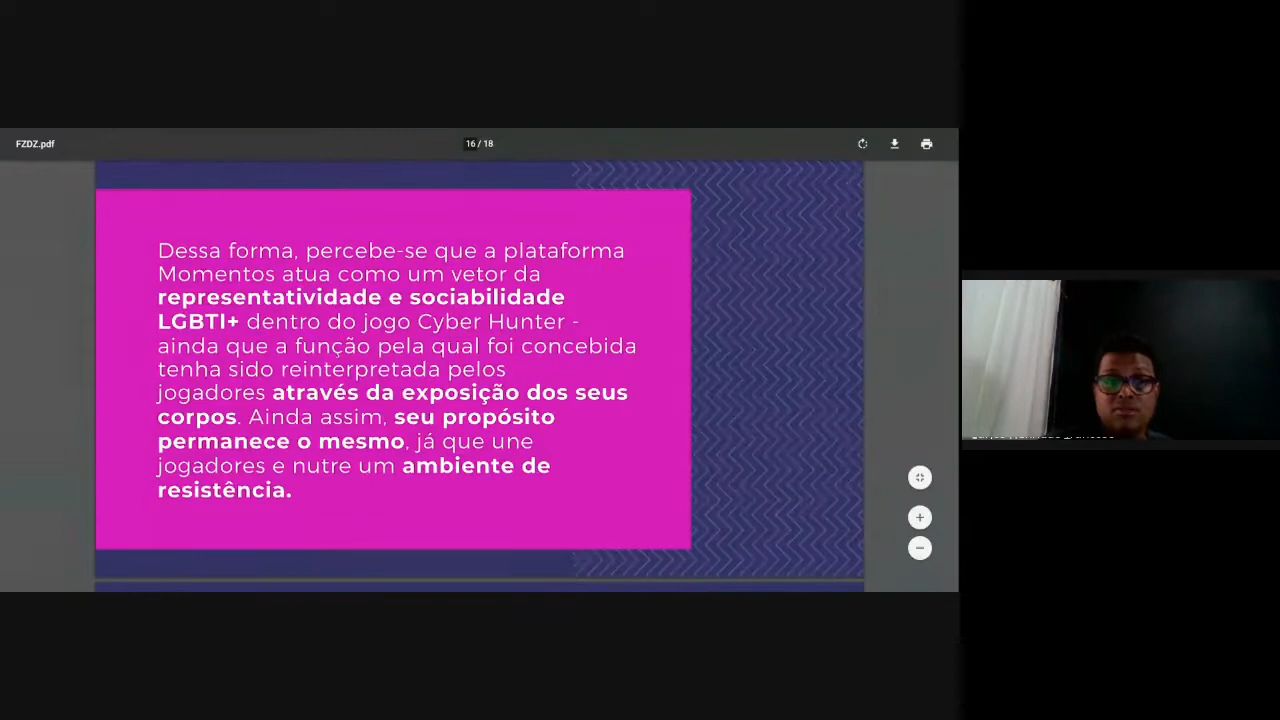 FZDZ.pdf
16 / 18
Dessa forma, percebe-se que a plataforma
Momentos atua como um vetor da
representatividade e sociabilidade
LGBTI+ dentro do jogo Cyber Hunter -
ainda que a função pela qual foi concebida
tenha sido reinterpretada pelos
jogadores através da exposição dos seus
corpos. Ainda assim, seu propósito
permanece o mesmo, já que une
jogadores e nutre um ambiente de
resistência.